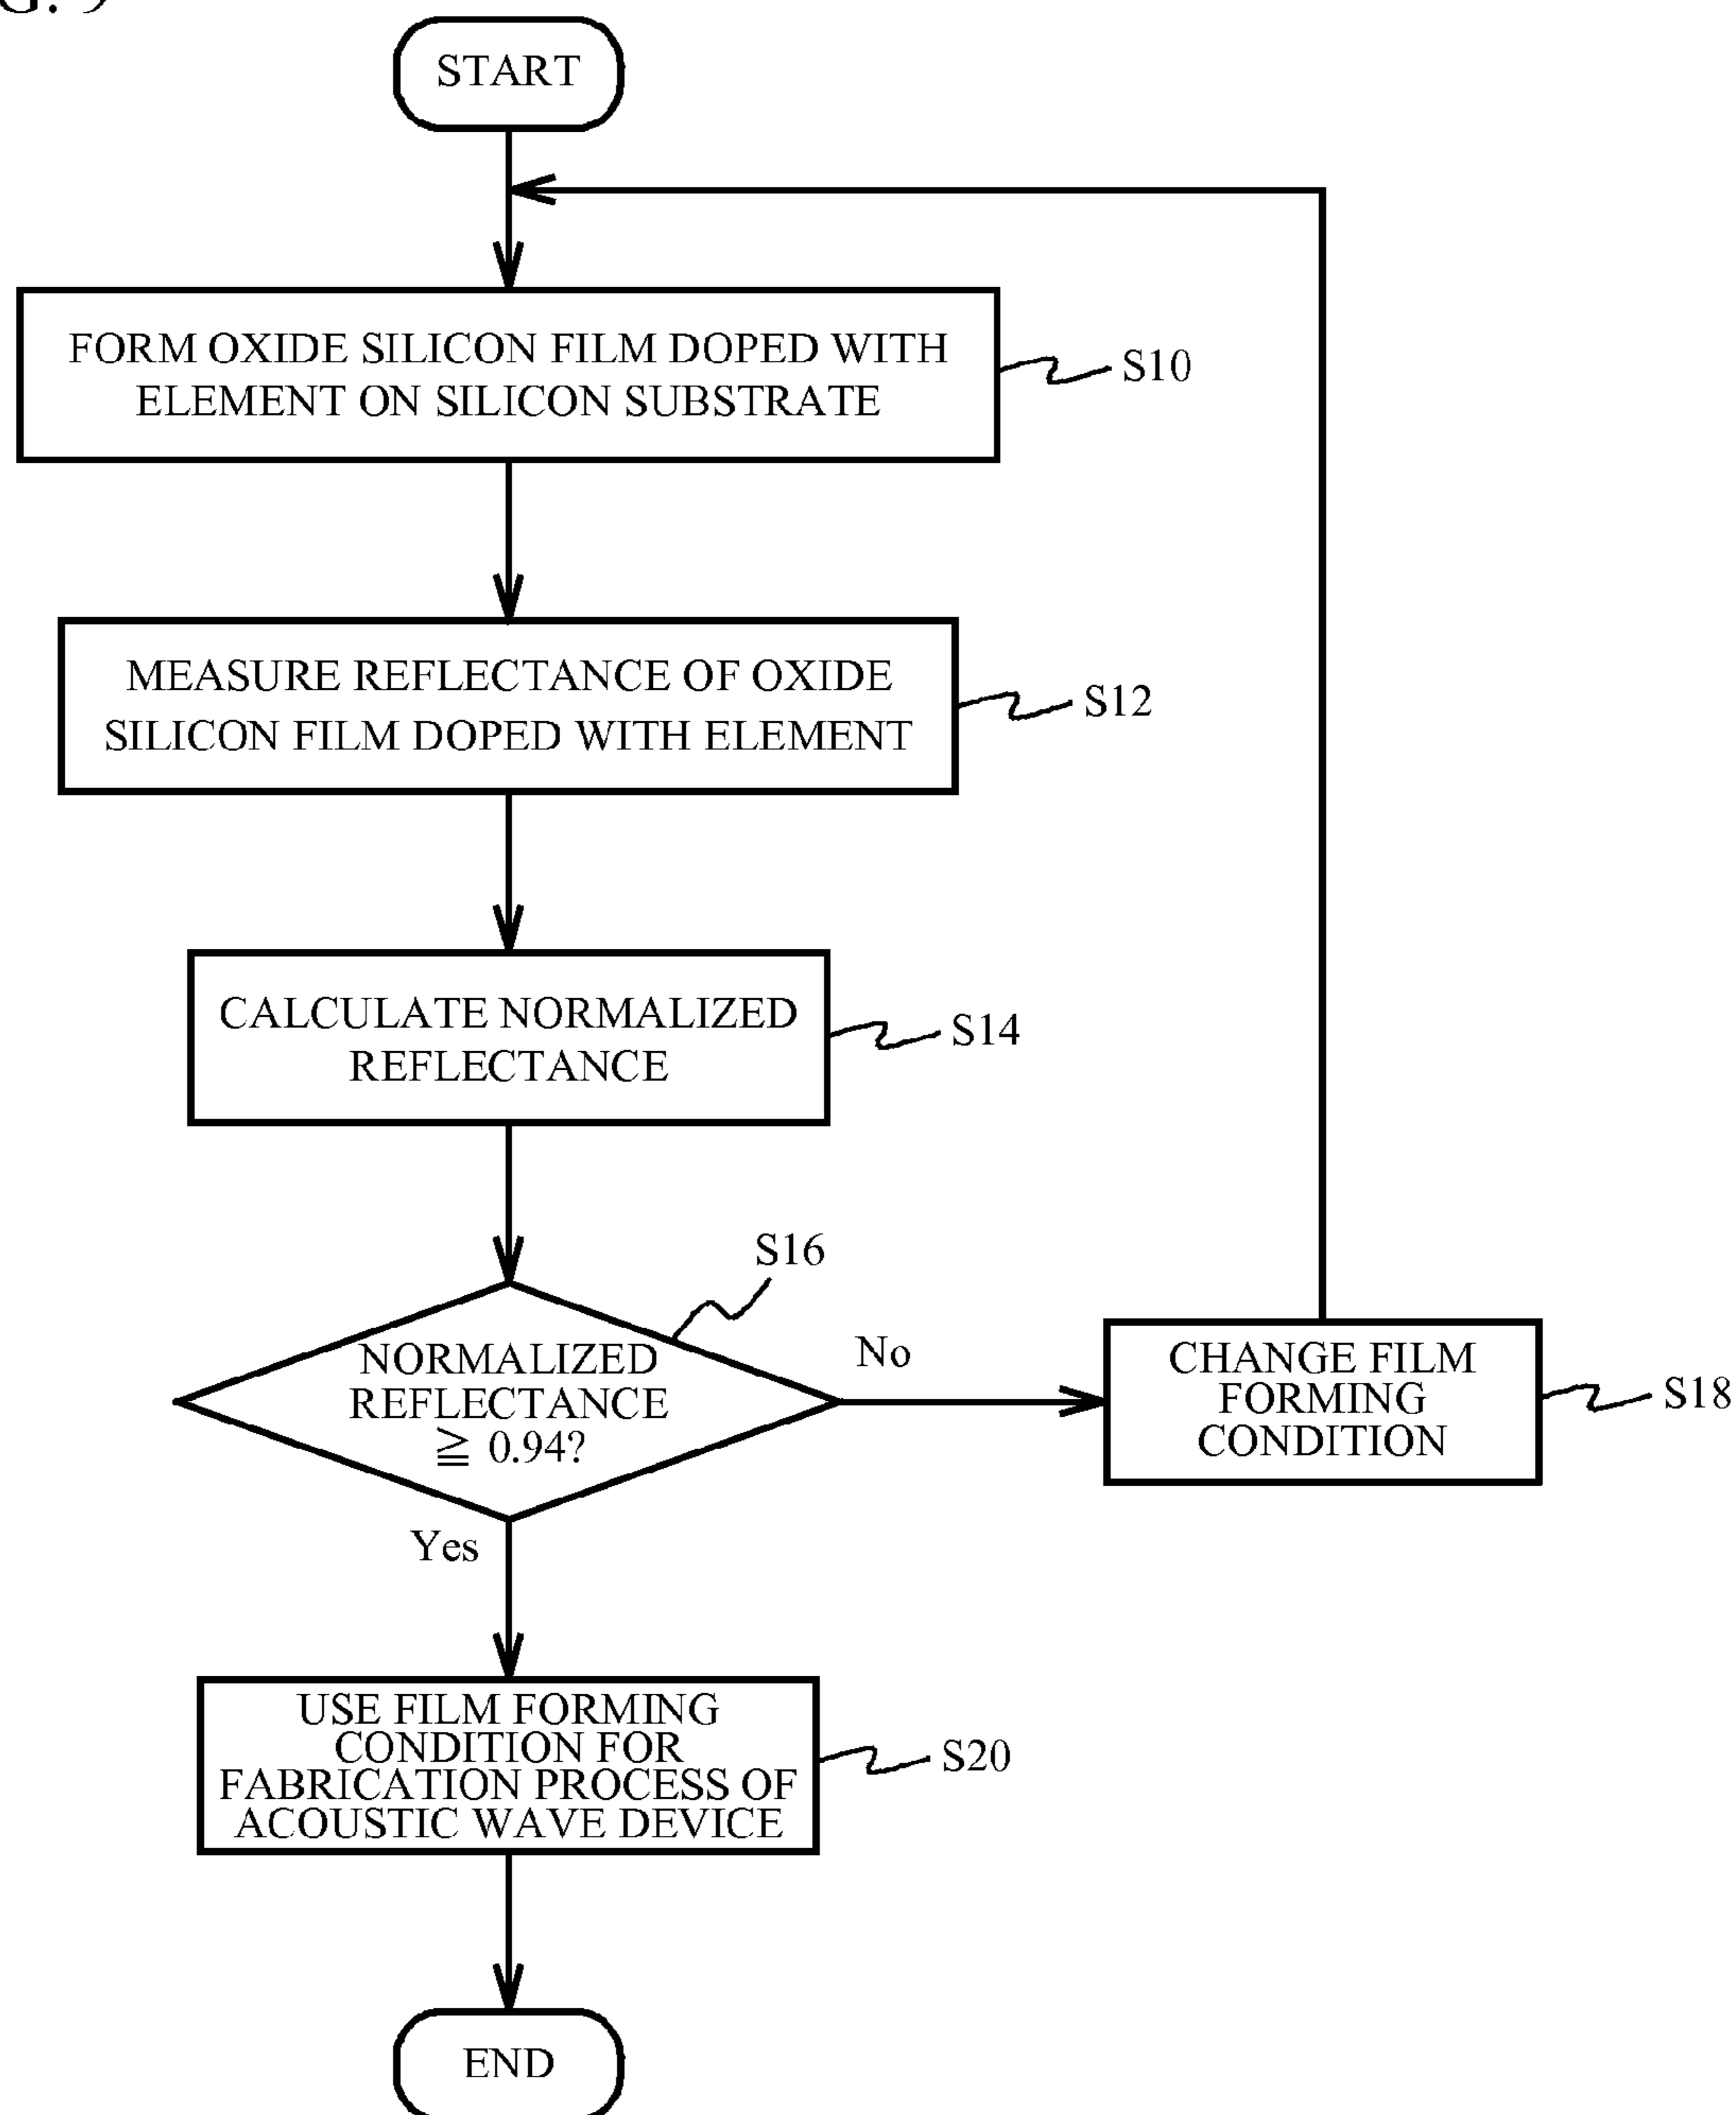 START
FORM OXIDE SILICON FILM DOPED WITH
ELEMENT ON SILICON SUBSTRATE
S10
MEASURE REFLECTANCE OF OXIDE
SILICON FILM DOPED WITH ELEMENT
S12
CALCULATE NORMALIZED
REFLECTANCE
S14
S16
NORMALIZED
REFLECTANCE
≧ 0.94?
No
CHANGE FILM
FORMING
CONDITION
S18
Yes
USE FILM FORMING
CONDITION FOR
FABRICATION PROCESS OF
ACOUSTIC WAVE DEVICE
S20
END